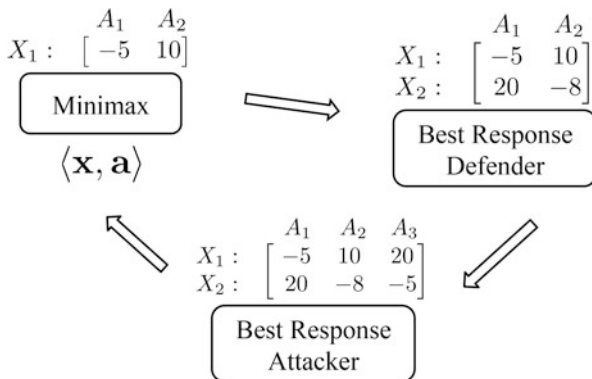 A₁ A₂
X₁ : [ −5 10 ]
Minimax
⟨x, a⟩
A₁ A₂
X₁ : [ −5 10 ]
X₂ : [ 20 −8 ]
Best Response
Defender
A₁ A₂ A₃
X₁ : [ −5 10 20 ]
X₂ : [ 20 −8 −5 ]
Best Response
Attacker